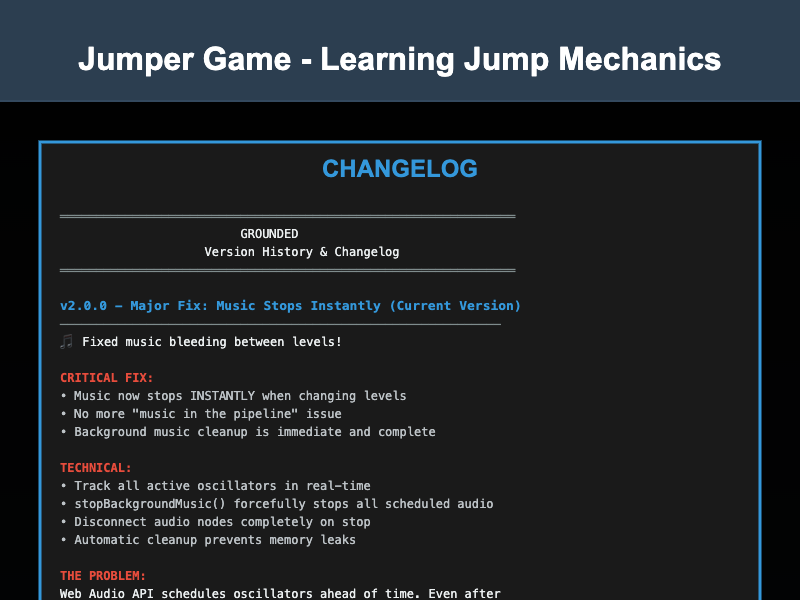 Jumper Game - Learning Jump Mechanics
CHANGELOG
GROUNDED
Version History & Changelog
v2.0.0 - Major Fix: Music Stops Instantly (Current Version)
🎵 Fixed music bleeding between levels!
CRITICAL FIX:
• Music now stops INSTANTLY when changing levels
• No more "music in the pipeline" issue
• Background music cleanup is immediate and complete
TECHNICAL:
• Track all active oscillators in real-time
• stopBackgroundMusic() forcefully stops all scheduled audio
• Disconnect audio nodes completely on stop
• Automatic cleanup prevents memory leaks
THE PROBLEM:
Web Audio API schedules oscillators ahead of time. Even after